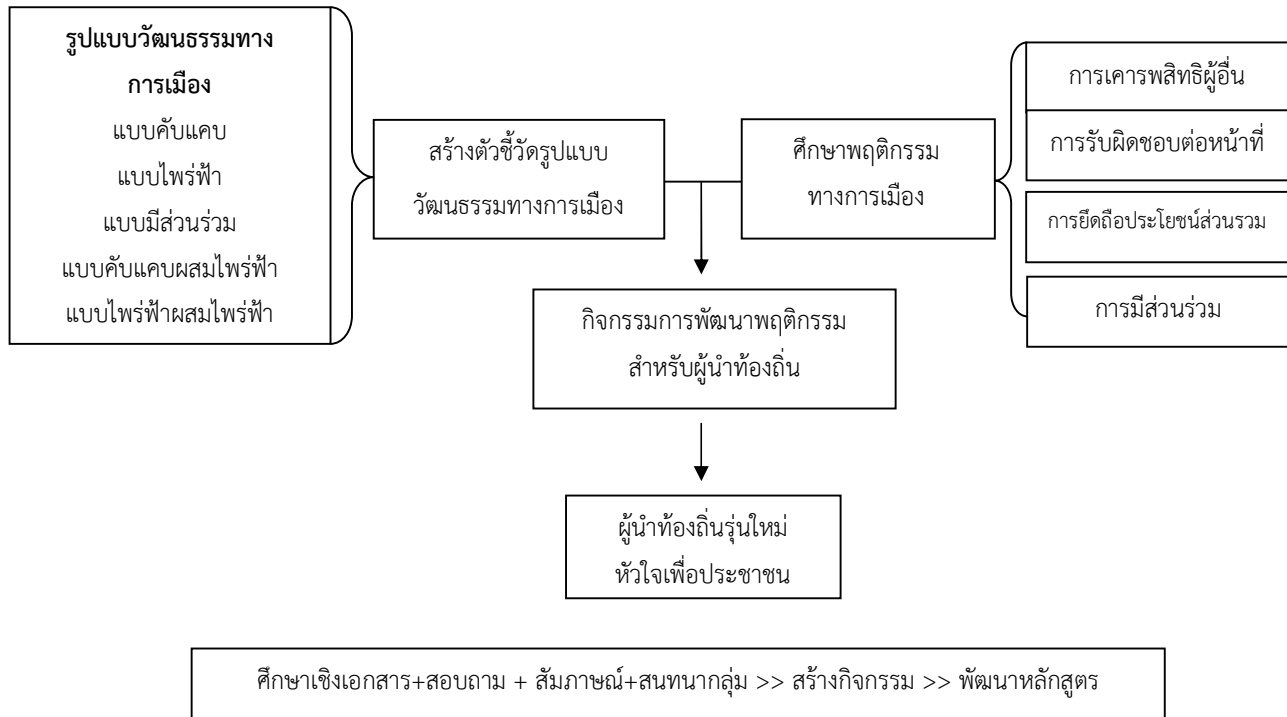 รูปแบบวัฒนธรรมทาง
การเมือง
แบบคับแคบ
แบบไพร่ฟ้า
แบบมีส่วนร่วม
แบบคับแคบผสมไพร่ฟ้า
แบบไพร่ฟ้าผสมไพร่ฟ้า
สร้างตัวชี้วัดรูปแบบ
วัฒนธรรมทางการเมือง
ศึกษาพฤติกรรม
ทางการเมือง
การเคารพสิทธิผู้อื่น
การรับผิดชอบต่อหน้าที่
การยึดถือประโยชน์ส่วนรวม
การมีส่วนร่วม
กิจกรรมการพัฒนาพฤติกรรม
สำหรับผู้นำท้องถิ่น
ผู้นำท้องถิ่นรุ่นใหม่
หัวใจเพื่อประชาชน
ศึกษาเชิงเอกสาร+สอบถาม + สัมภาษณ์+สนทนากลุ่ม >> สร้างกิจกรรม >> พัฒนาหลักสูตร